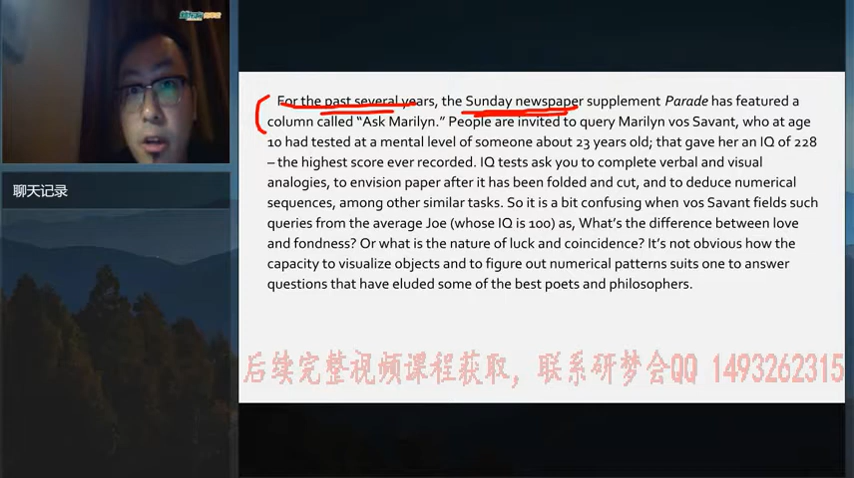 聊天记录
For the past several years, the Sunday newspaper supplement Parade has featured a
column called “Ask Marilyn.” People are invited to query Marilyn vos Savant, who at age
10 had tested at a mental level of someone about 23 years old; that gave her an IQ of 228
– the highest score ever recorded. IQ tests ask you to complete verbal and visual
analogies, to envision paper after it has been folded and cut, and to deduce numerical
sequences, among other similar tasks. So it is a bit confusing when vos Savant fields such
queries from the average Joe (whose IQ is 100) as, What's the difference between love
and fondness? Or what is the nature of luck and coincidence? It's not obvious how the
capacity to visualize objects and to figure out numerical patterns suits one to answer
questions that have eluded some of the best poets and philosophers.
后续完整视频课程获取，联系研梦会QQ 1493262315